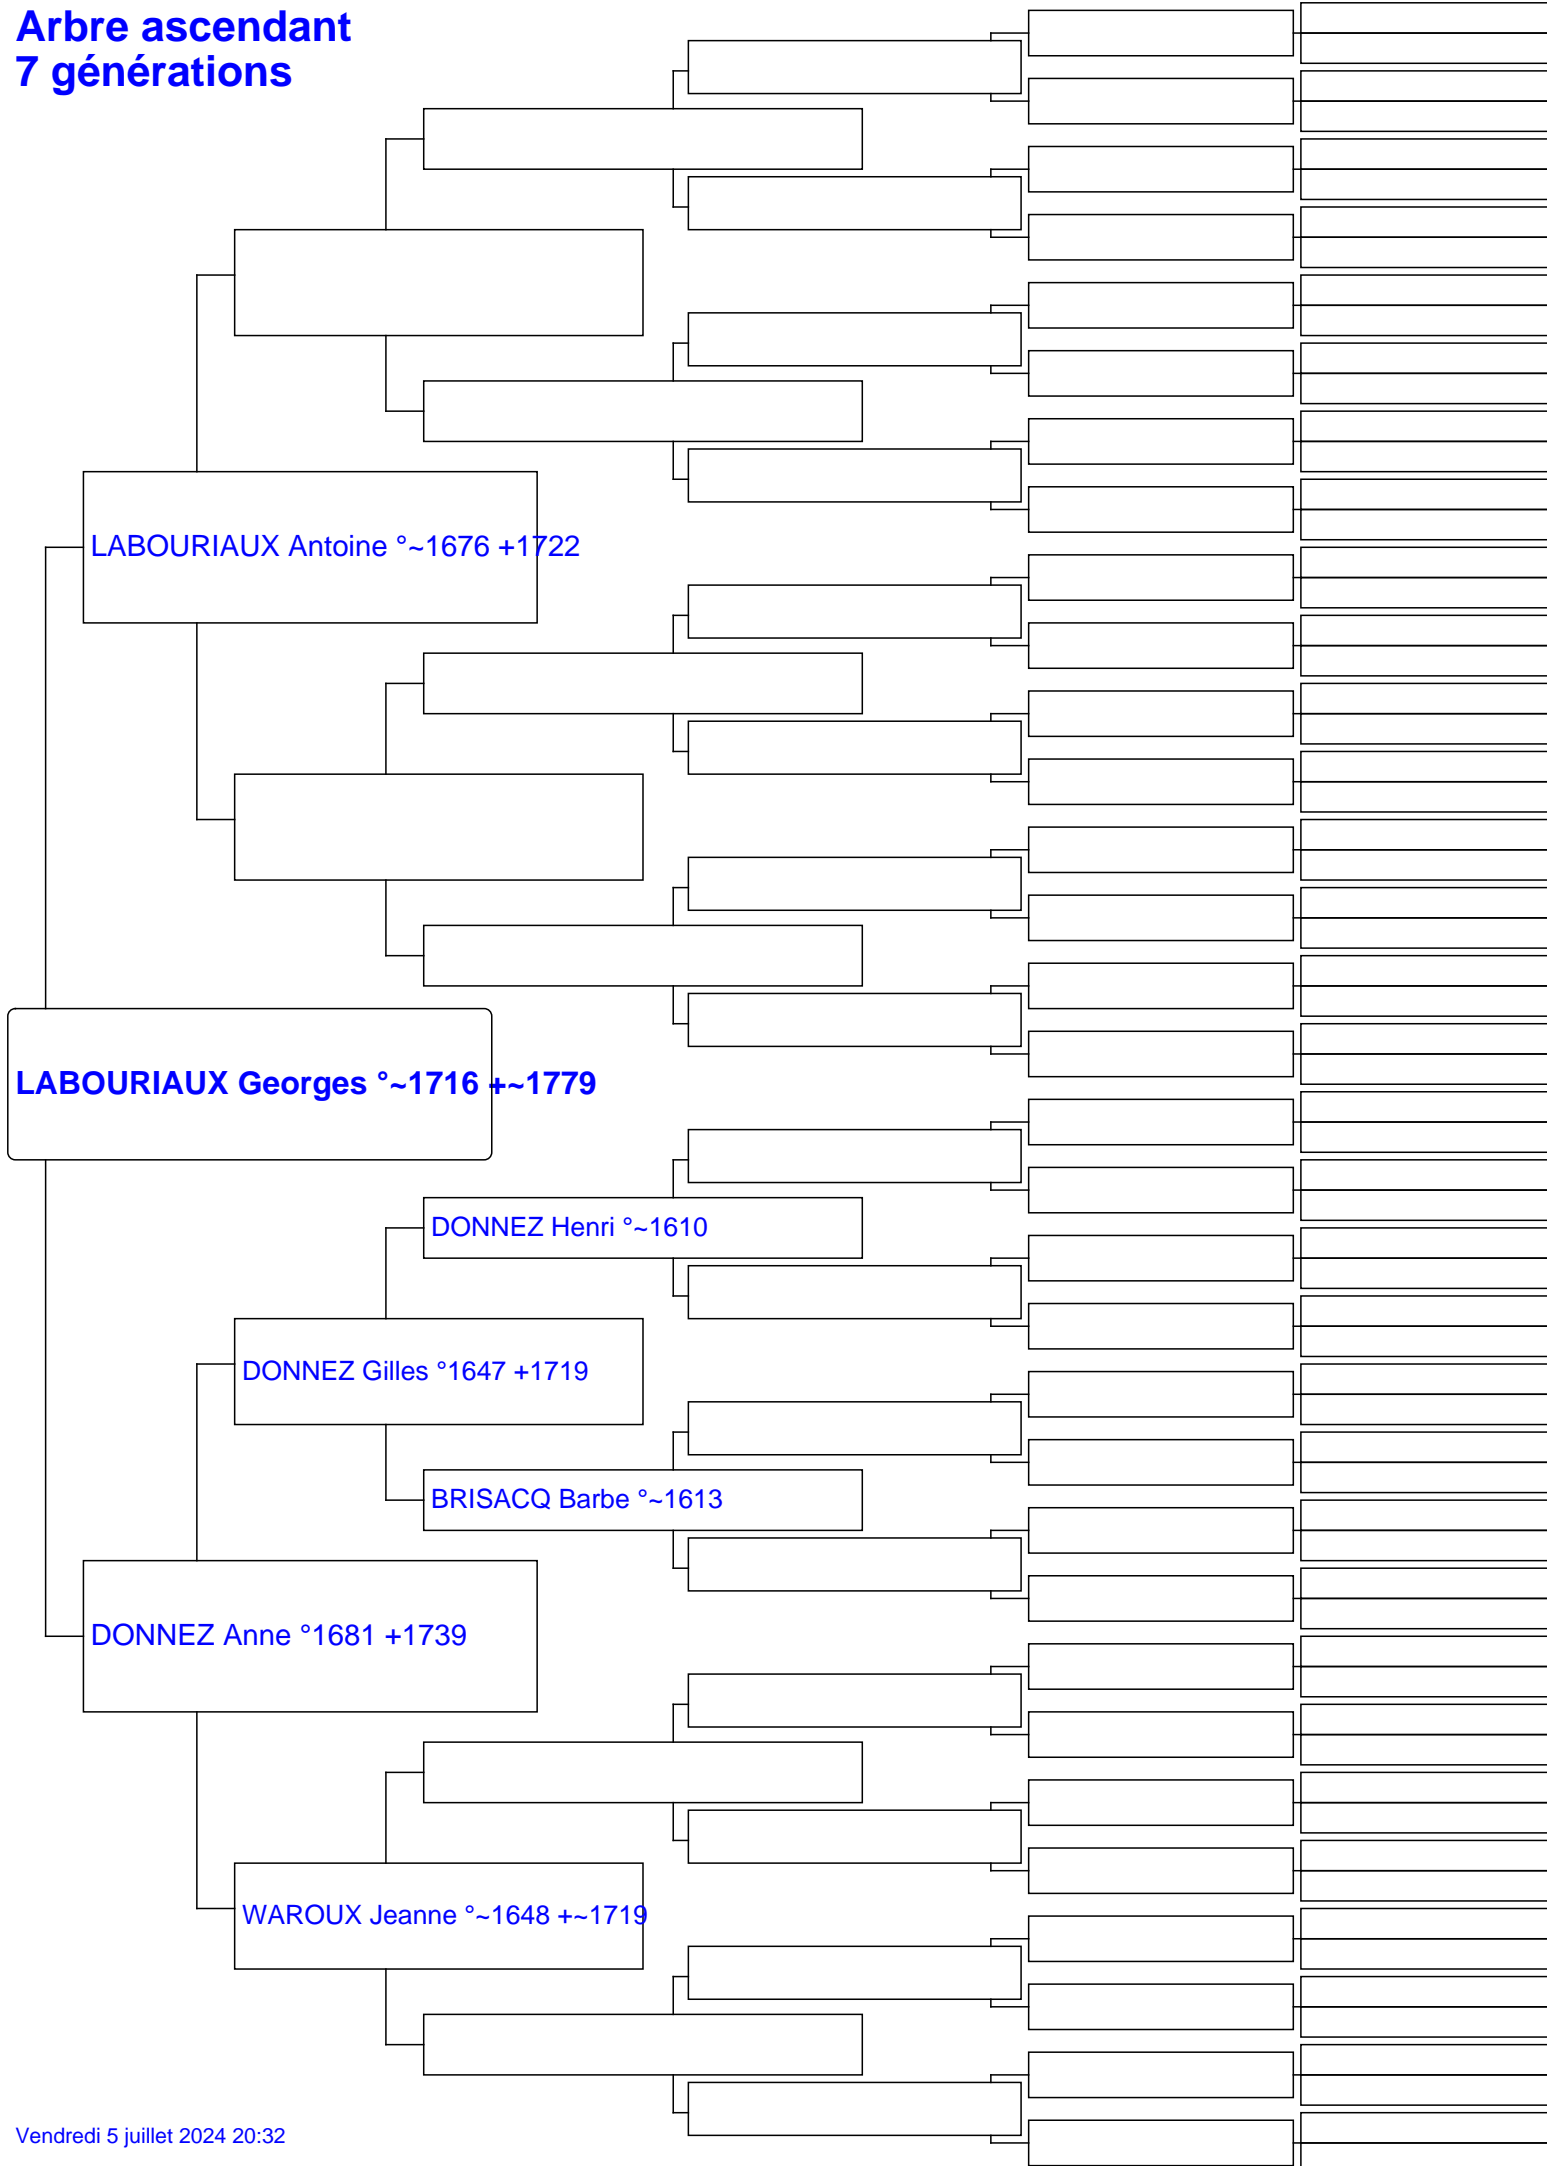 Arbre ascendant
7 générations
LABOURIAUX Antoine °~1676 +1722
LABOURIAUX Georges °~1716 +~1779
DONNEZ Henri °~1610
DONNEZ Gilles °1647 +1719
BRISACQ Barbe °~1613
DONNEZ Anne °1681 +1739
WAROUX Jeanne °~1648 +~1719
Vendredi 5 juillet 2024 20:32